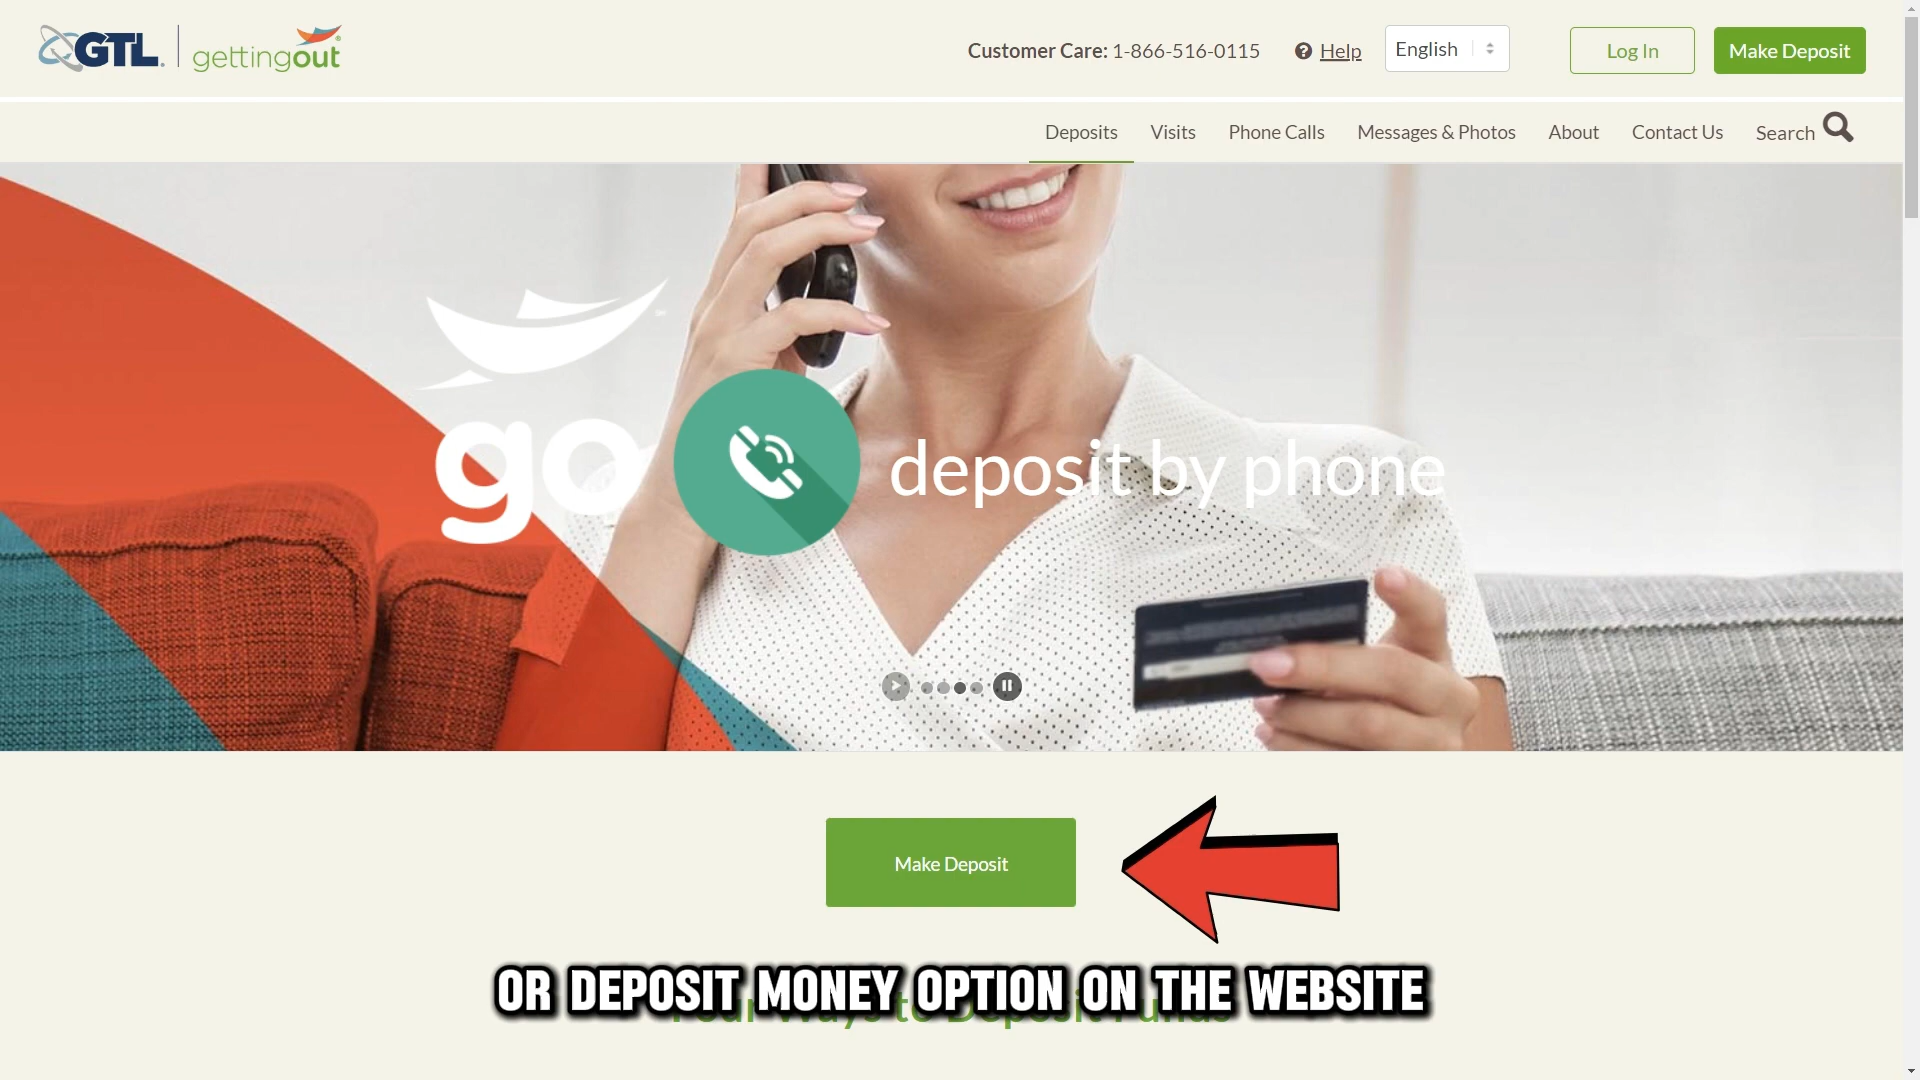 GTL gettingout
Customer Care: 1-866-516-0115
Help
English
Log In
Make Deposit
Deposits Visits Phone Calls Messages & Photos About Contact Us Search
go deposit by phone
Make Deposit
OR DEPOSIT MONEY OPTION ON THE WEBSITE